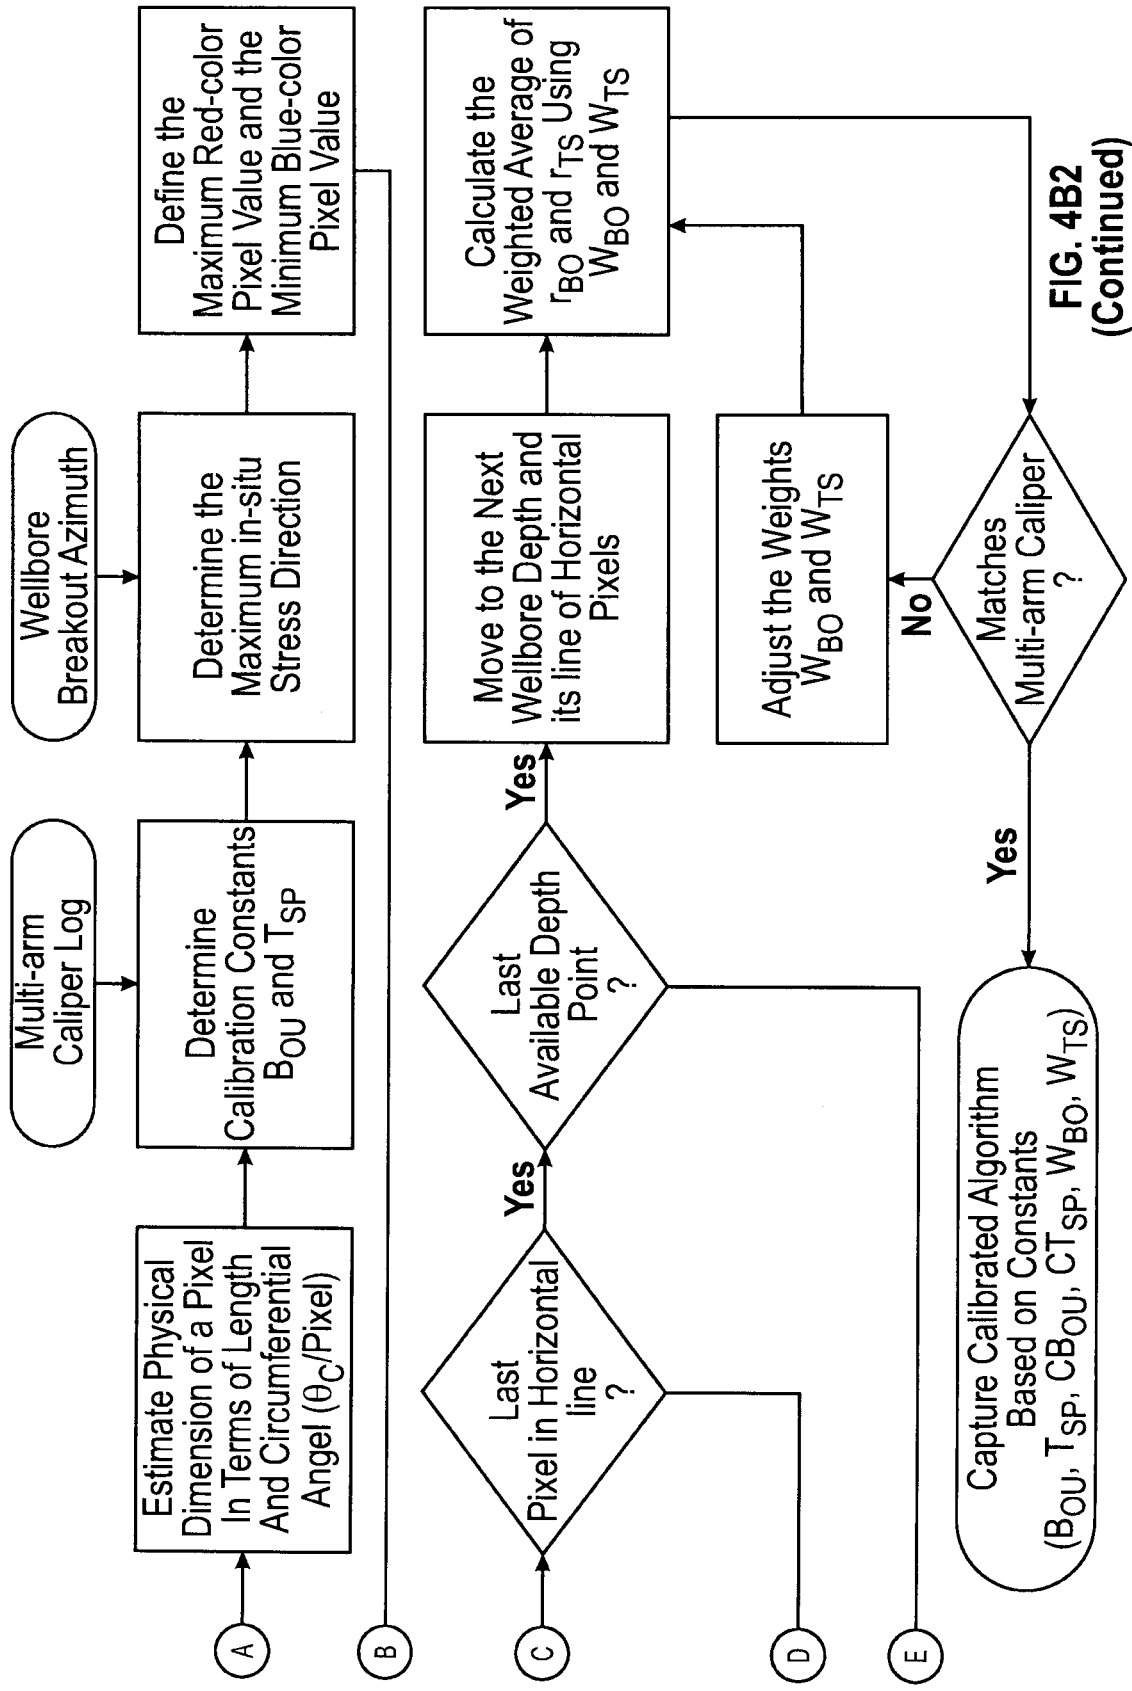 Multi-arm
Caliper Log
Wellbore
Breakout Azimuth
A
Estimate Physical
Dimension of a Pixel
In Terms of Length
And Circumferential
Angel (θC/Pixel)
Determine
Calibration Constants
BOU and TSP
Determine the
Maximum in-situ
Stress Direction
Define the
Maximum Red-color
Pixel Value and the
Minimum Blue-color
Pixel Value
B
C
Last
Pixel in Horizontal
line
?
Yes
Last
Available Depth
Point
?
Yes
Move to the Next
Wellbore Depth and
its line of Horizontal
Pixels
Calculate the
Weighted Average of
rBO and rTS Using
WBO and WTS
D
Adjust the Weights
WBO and WTS
E
No
Capture Calibrated Algorithm
Based on Constants
(BOU, TSP, CBOU, CTSP, WBO, WTS)
Yes
Matches
Multi-arm Caliper
?
FIG. 4B2
(Continued)